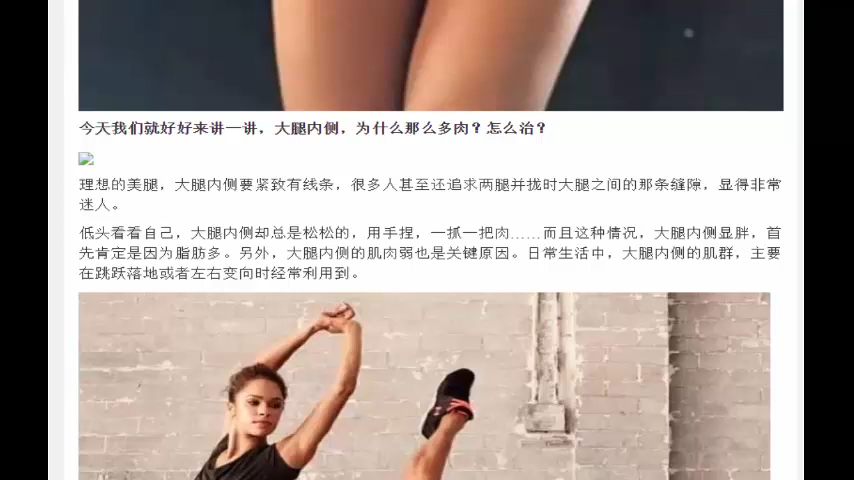 今天我们就好好来讲一讲，大腿内侧，为什么那么多肉？怎么治？
理想的美腿，大腿内侧要紧致有线条，很多人甚至还追求两腿并拢时大腿之间的那条缝隙，显得非常
迷人。
低头看看自己，大腿内侧却总是松松的，用手捏，一抓一把肉……而且这种情况，大腿内侧显胖，首
先肯定是因为脂肪多。另外，大腿内侧的肌肉弱也是关键原因。日常生活中，大腿内侧的肌群，主要
在跳跃落地或者左右变向时经常利用到。